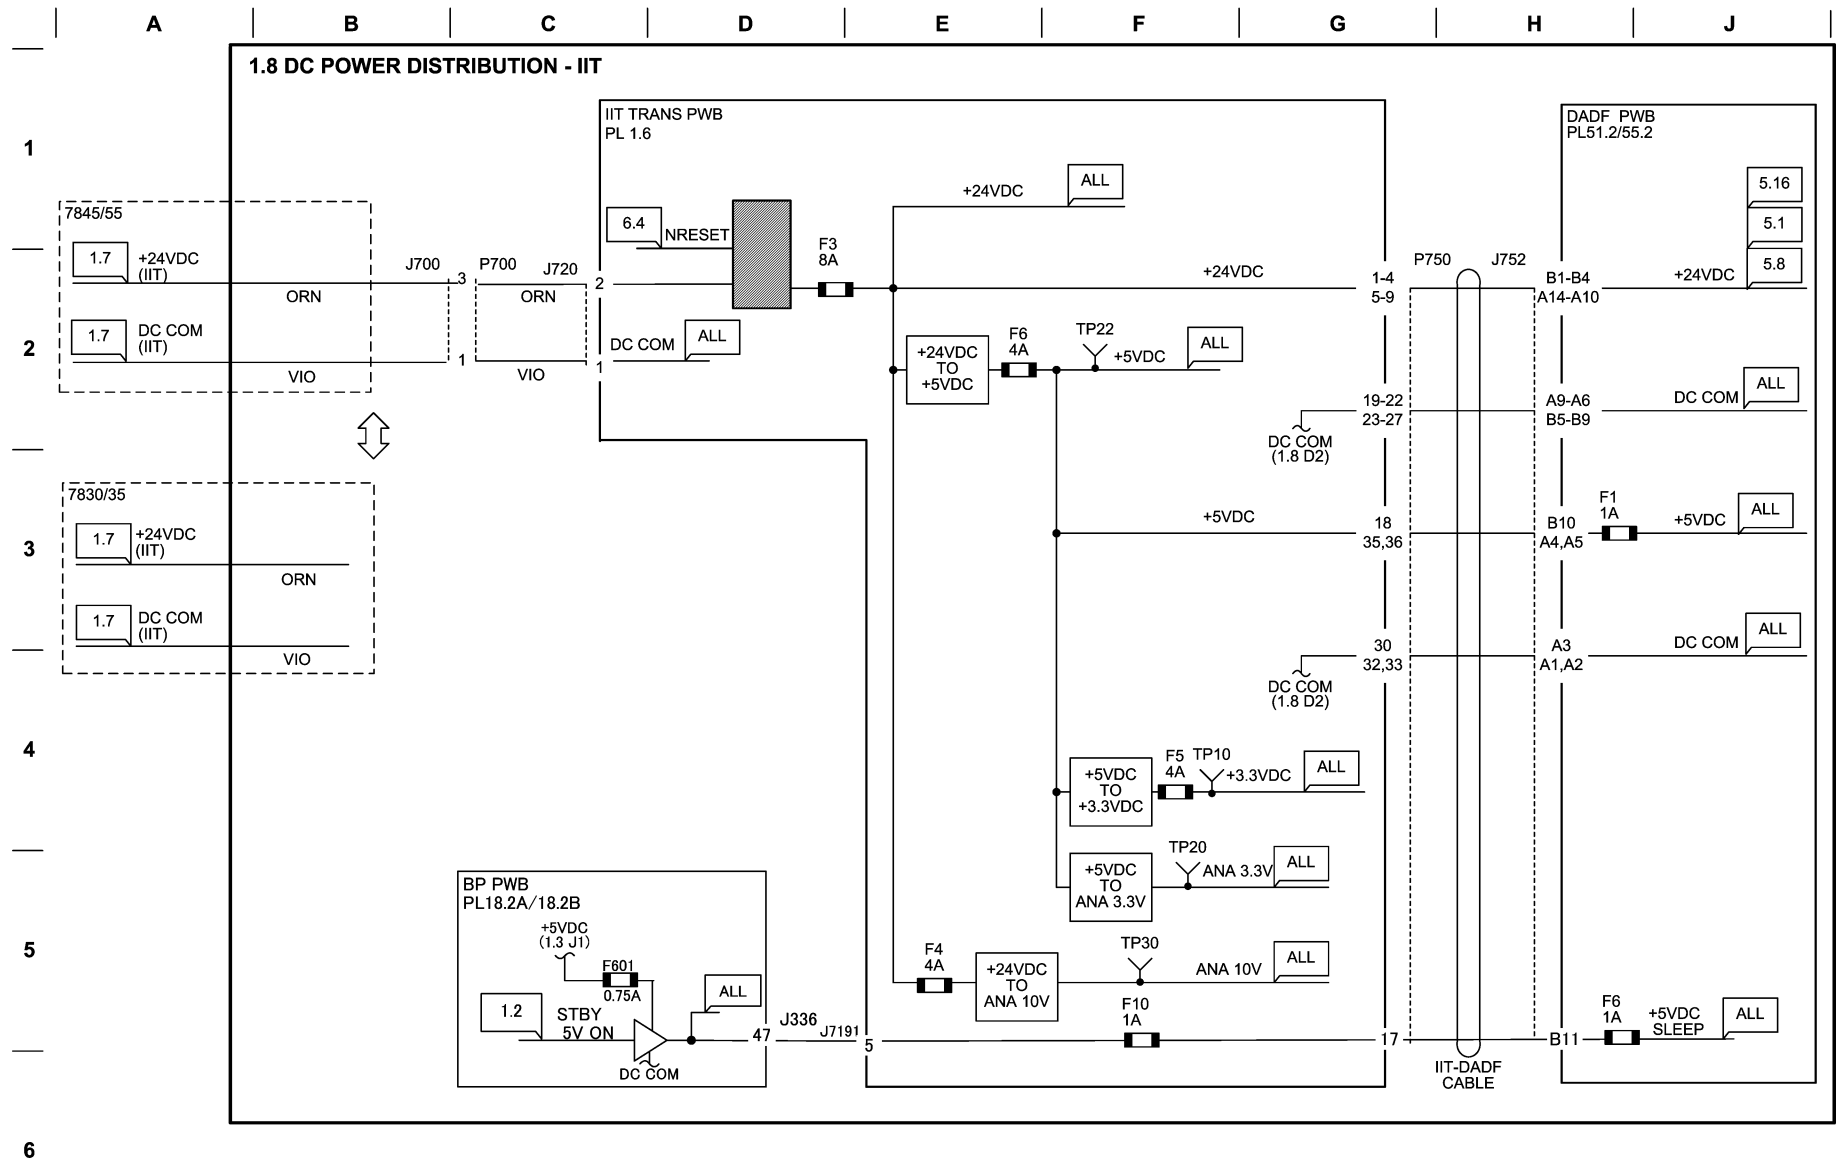 A B C D E F G H J
1.8 DC POWER DISTRIBUTION - IIT
1
2
3
4
5
6
7845/55
1.7
+24VDC
(IIT)
ORN
1.7
DC COM
(IIT)
VIO
J700
3
1
P700
ORN
VIO
J720
2
1
7830/35
1.7
+24VDC
(IIT)
ORN
1.7
DC COM
(IIT)
VIO
IIT TRANS PWB
PL 1.6
6.4
NRESET
DC COM
ALL
F3
8A
+24VDC
ALL
+24VDC
1-4
5-9
+24VDC
TO
+5VDC
F6
4A
TP22
+5VDC
ALL
19-22
23-27
DC COM
(1.8 D2)
+5VDC
18
35,36
30
32,33
DC COM
(1.8 D2)
+5VDC
TO
+3.3VDC
F5
4A
TP10
+3.3VDC
ALL
+5VDC
TO
ANA 3.3V
TP20
ANA 3.3V
ALL
F4
4A
+24VDC
TO
ANA 10V
TP30
ANA 10V
ALL
F10
1A
17
BP PWB
PL18.2A/18.2B
+5VDC
(1.3 J1)
F601
0.75A
1.2
STBY
5V ON
DC COM
ALL
47
J336
J7191
5
P750
J752
IIT-DADF
CABLE
DADF PWB
PL51.2/55.2
5.16
5.1
5.8
B1-B4
A14-A10
+24VDC
A9-A6
B5-B9
DC COM
ALL
B10
A4,A5
F1
1A
+5VDC
ALL
A3
A1,A2
DC COM
ALL
B11
F6
1A
+5VDC
SLEEP
ALL